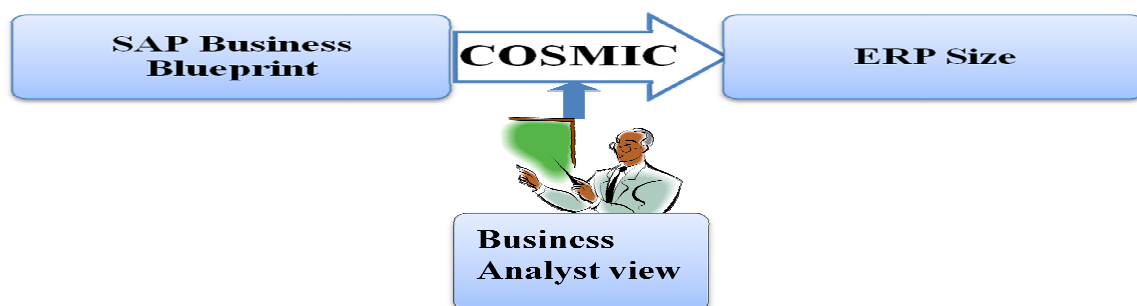 SAP Business
Blueprint
COSMIC
ERP Size
Business
Analyst view